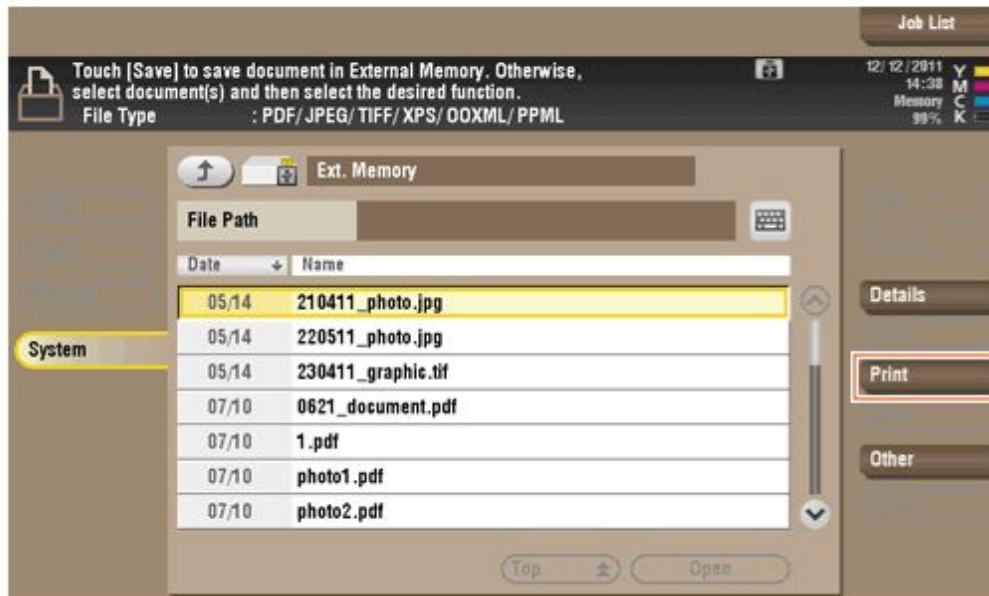 Job List
Touch [Save] to save document in External Memory. Otherwise,
select document(s) and then select the desired function.
File Type : PDF/JPEG/TIFF/XPS/OOXML/PPML
12/12/2011
14:38
Memory
99%
Y
M
C
K
Ext. Memory
File Path
Date Name
05/14 210411_photo.jpg
05/14 220511_photo.jpg
05/14 230411_graphic.tif
07/10 0621_document.pdf
07/10 1.pdf
07/10 photo1.pdf
07/10 photo2.pdf
System
Details
Print
Other
Top Open